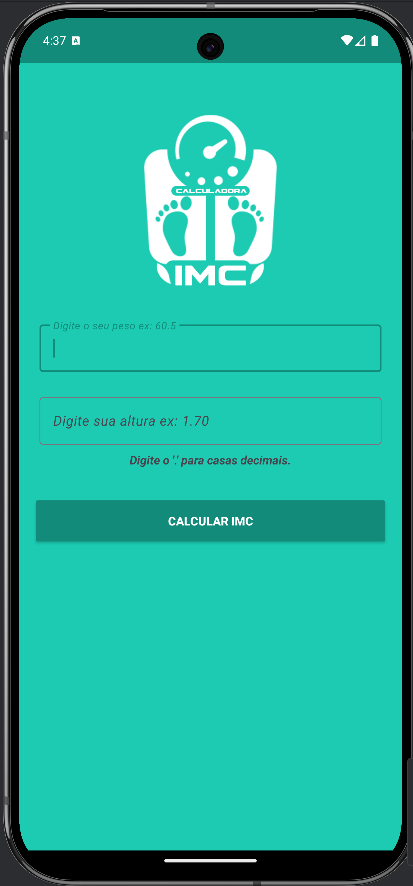 4:37 A
CALCULADORA
IMC
Digite o seu peso ex: 60.5
Digite sua altura ex: 1.70
Digite o '.' para casas decimais.
CALCULAR IMC